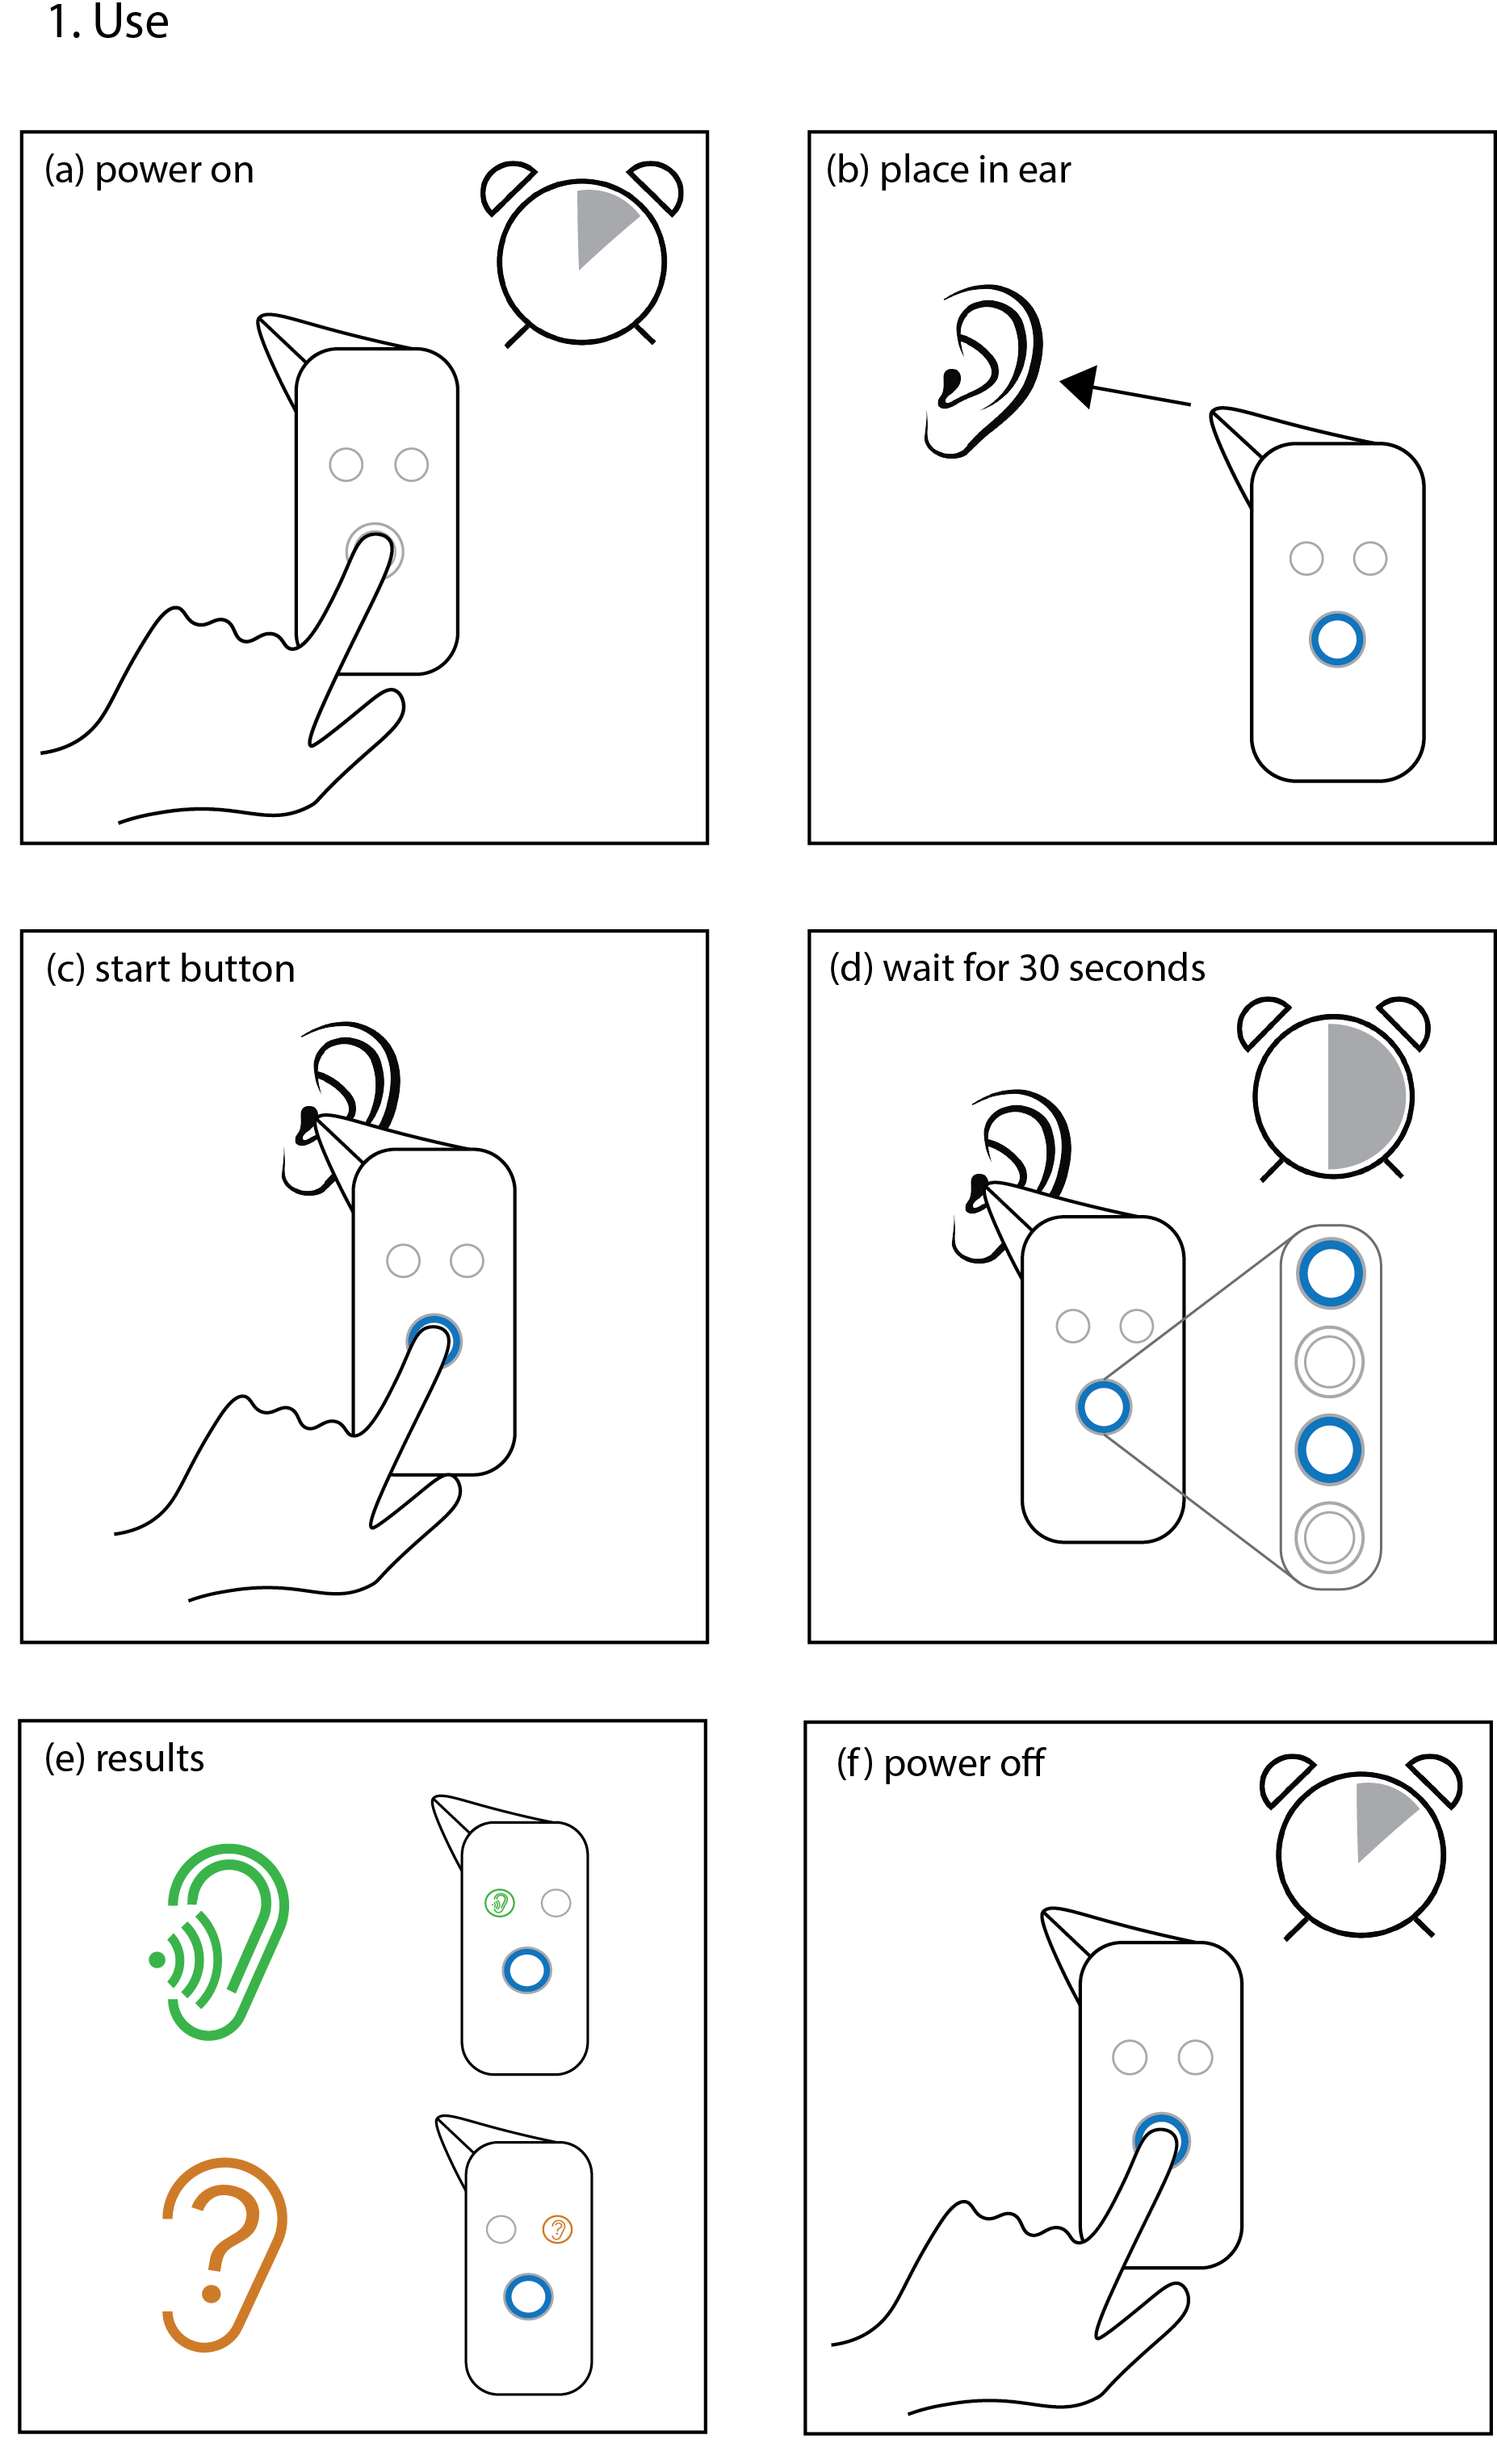 1. Use
(a) power on
(b) place in ear
(c) start button
(d) wait for 30 seconds
(e) results
?
?
(f) power off